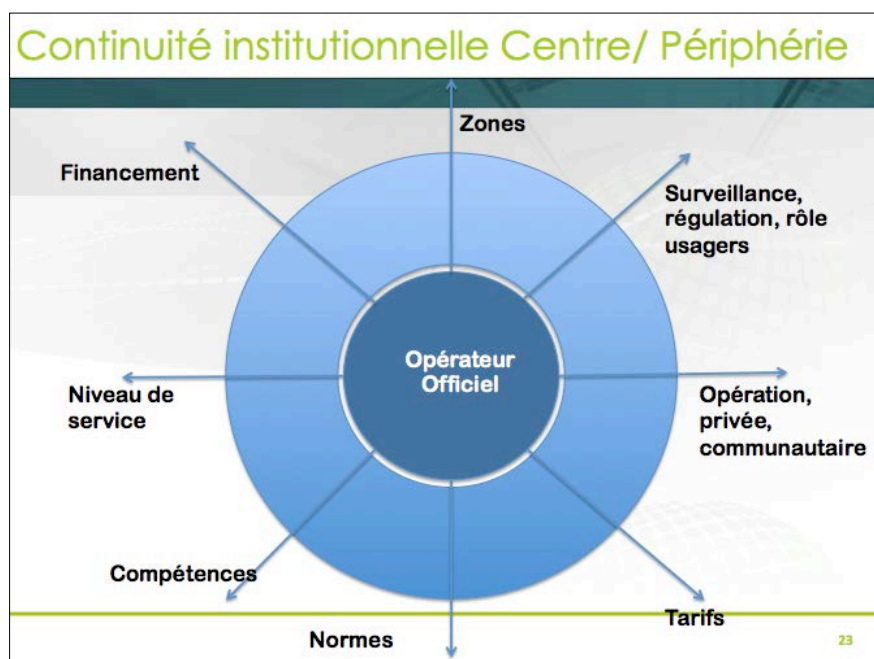 Continuité institutionnelle Centre/ Périphérie
Zones
Financement
Surveillance,
régulation, rôle
usagers
Opérateur
Officiel
Niveau de
service
Opération,
privée,
communautaire
Compétences
Tarifs
Normes
23